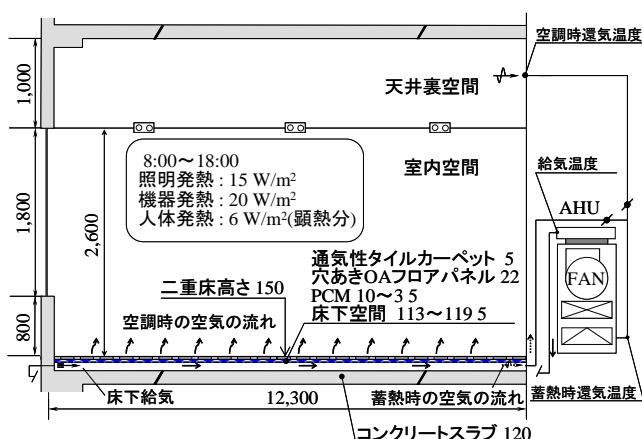 空調時還気温度
1,000
天井裏空間
8:00～18:00
照明発熱 : 15 W/m²
機器発熱 : 20 W/m²
人体発熱 : 6 W/m²(顕熱分)
室内空間
給気温度
AHU
1,800
2,600
FAN
通気性タイルカーペット 5
穴あきOAフロアパネル 22
PCM 10～3 5
床下空間 113～119 5
二重床高さ 150
空調時の空気の流れ
800
床下給気
蓄熱時の空気の流れ
蓄熱時還気温度
12,300
コンクリートスラブ 120